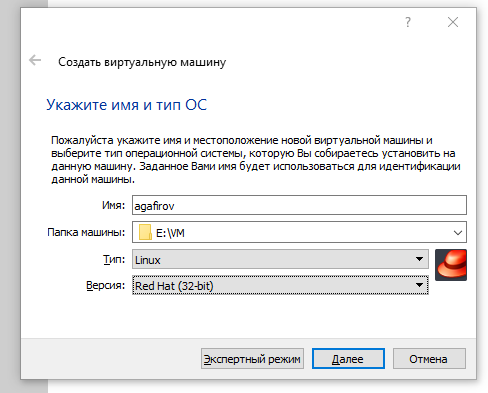 Создать виртуальную машину
Укажите имя и тип ОС
Пожалуйста укажите имя и местоположение новой виртуальной машины и
выберите тип операционной системы, которую Вы собираетесь установить на
данную машину. Заданное Вами имя будет использоваться для идентификации
данной машины.
Имя: agafirov
Папка машины: E:\VM
Тип: Linux
Версия: Red Hat (32-bit)
Экспертный режим Далее Отмена